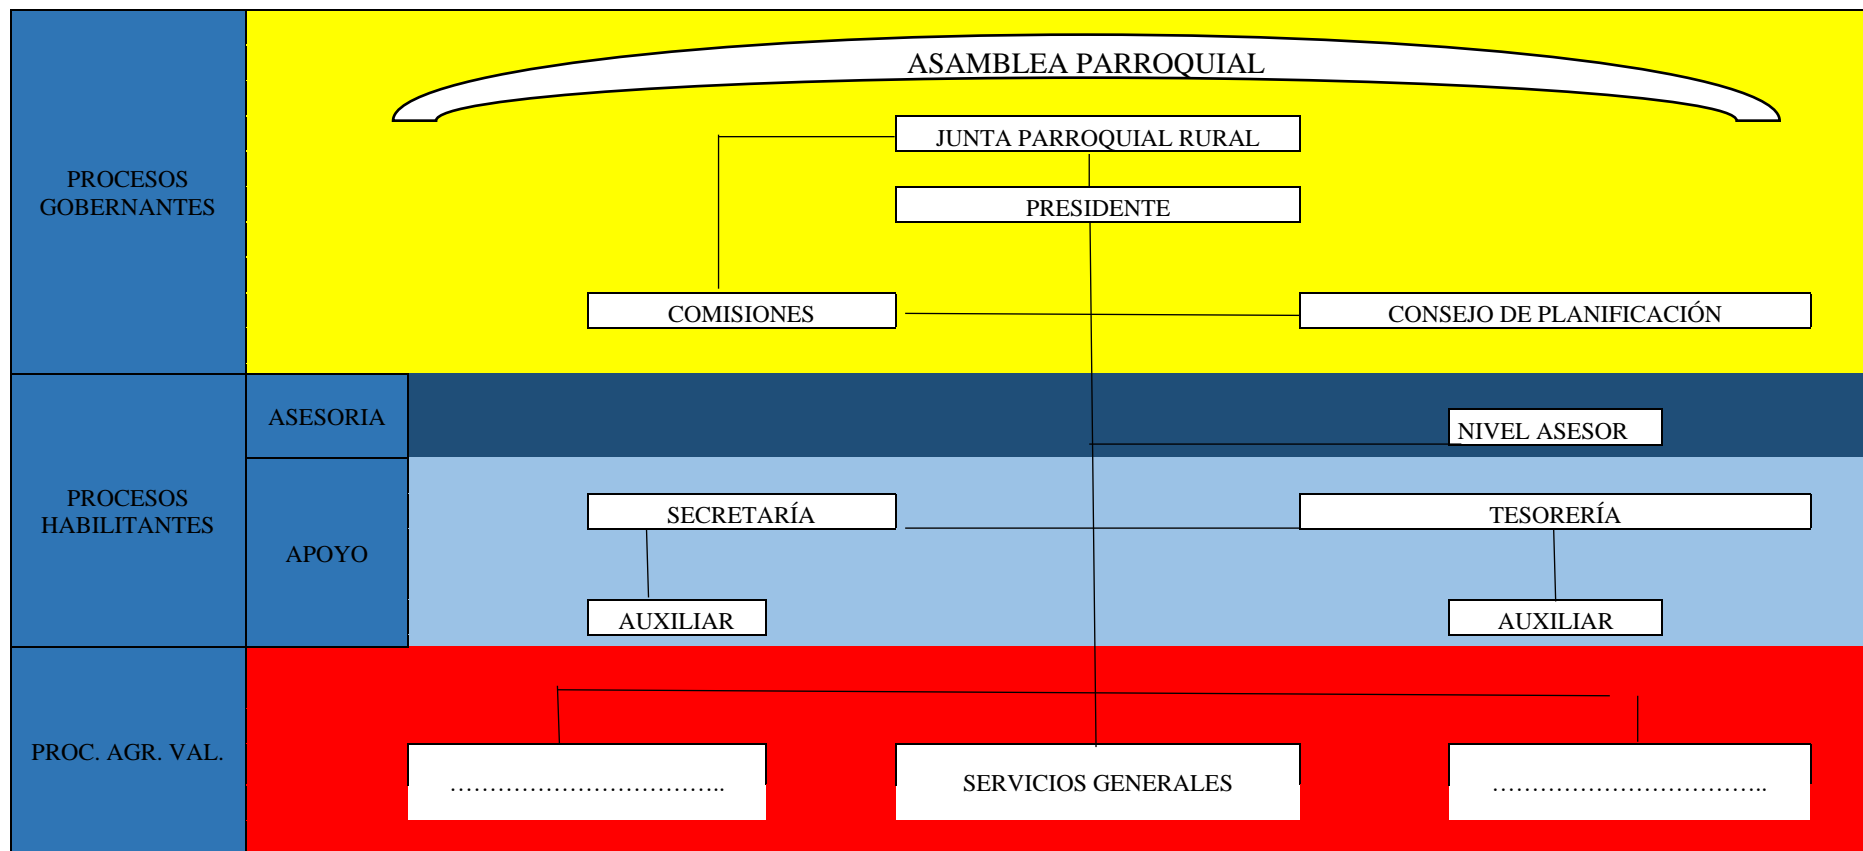 ASAMBLEA PARROQUIAL
JUNTA PARROQUIAL RURAL
PROCESOS
GOBERNANTES
PRESIDENTE
COMISIONES
CONSEJO DE PLANIFICACIÓN
PROCESOS
HABILITANTES
ASESORIA
NIVEL ASESOR
APOYO
SECRETARÍA
TESORERÍA
AUXILIAR
AUXILIAR
PROC. AGR. VAL.
……………………………..
SERVICIOS GENERALES
……………………………..